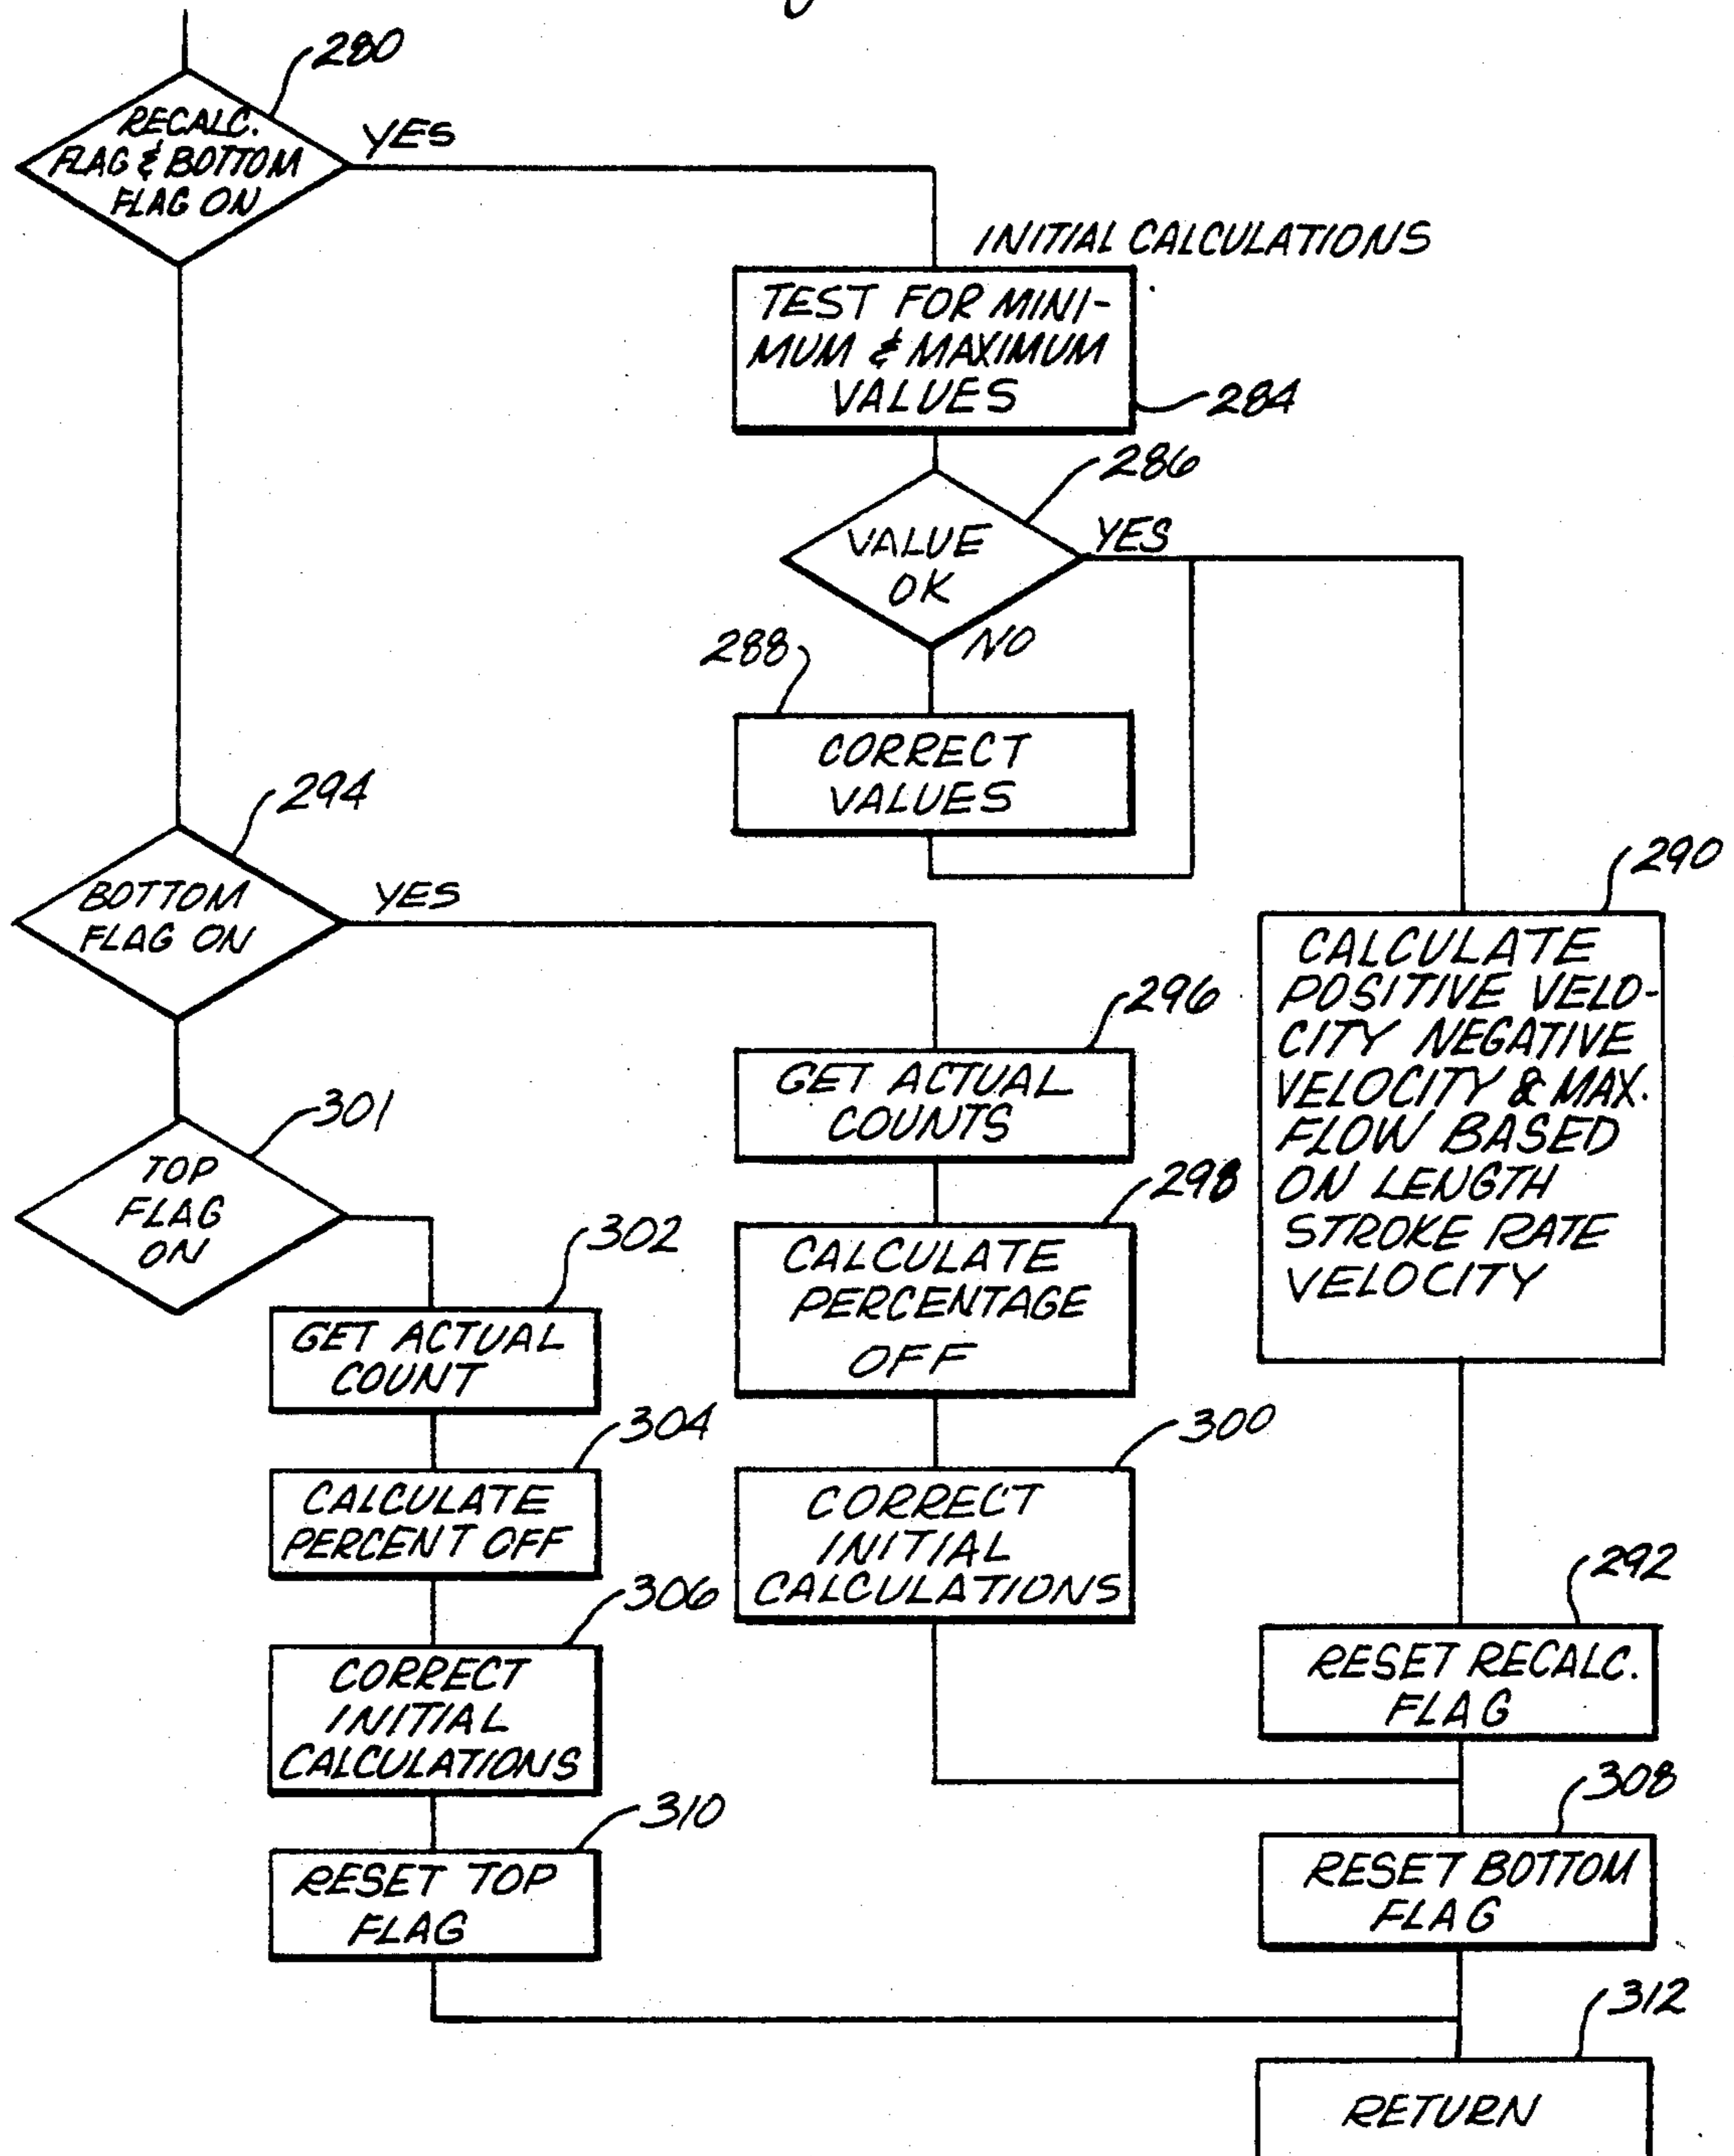 280
RECALC.
FLAG & BOTTOM
FLAG ON
YES
INITIAL CALCULATIONS
TEST FOR MINI-
MUM & MAXIMUM
VALUES
284
286
VALUE
OK
YES
NO
288
CORRECT
VALUES
294
BOTTOM
FLAG ON
YES
290
CALCULATE
POSITIVE VELO-
CITY NEGATIVE
VELOCITY & MAX.
FLOW BASED
ON LENGTH
STROKE RATE
VELOCITY
296
GET ACTUAL
COUNTS
301
TOP
FLAG
ON
298
CALCULATE
PERCENTAGE
OFF
302
GET ACTUAL
COUNT
304
CALCULATE
PERCENT OFF
300
CORRECT
INITIAL
CALCULATIONS
306
CORRECT
INITIAL
CALCULATIONS
292
RESET RECALC.
FLAG
310
RESET TOP
FLAG
308
RESET BOTTOM
FLAG
312
RETURN